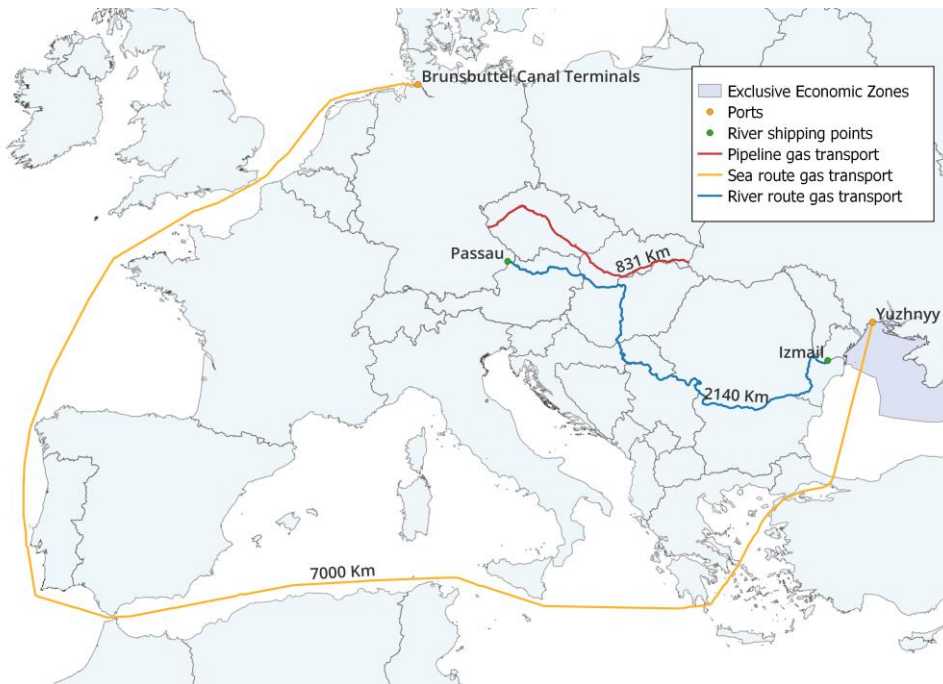 Brunsbuttel Canal Terminals
Exclusive Economic Zones
Ports
River shipping points
Pipeline gas transport
Sea route gas transport
River route gas transport
Passau
831 Km
Yuzhnyy
Izmail
2140 Km
7000 Km